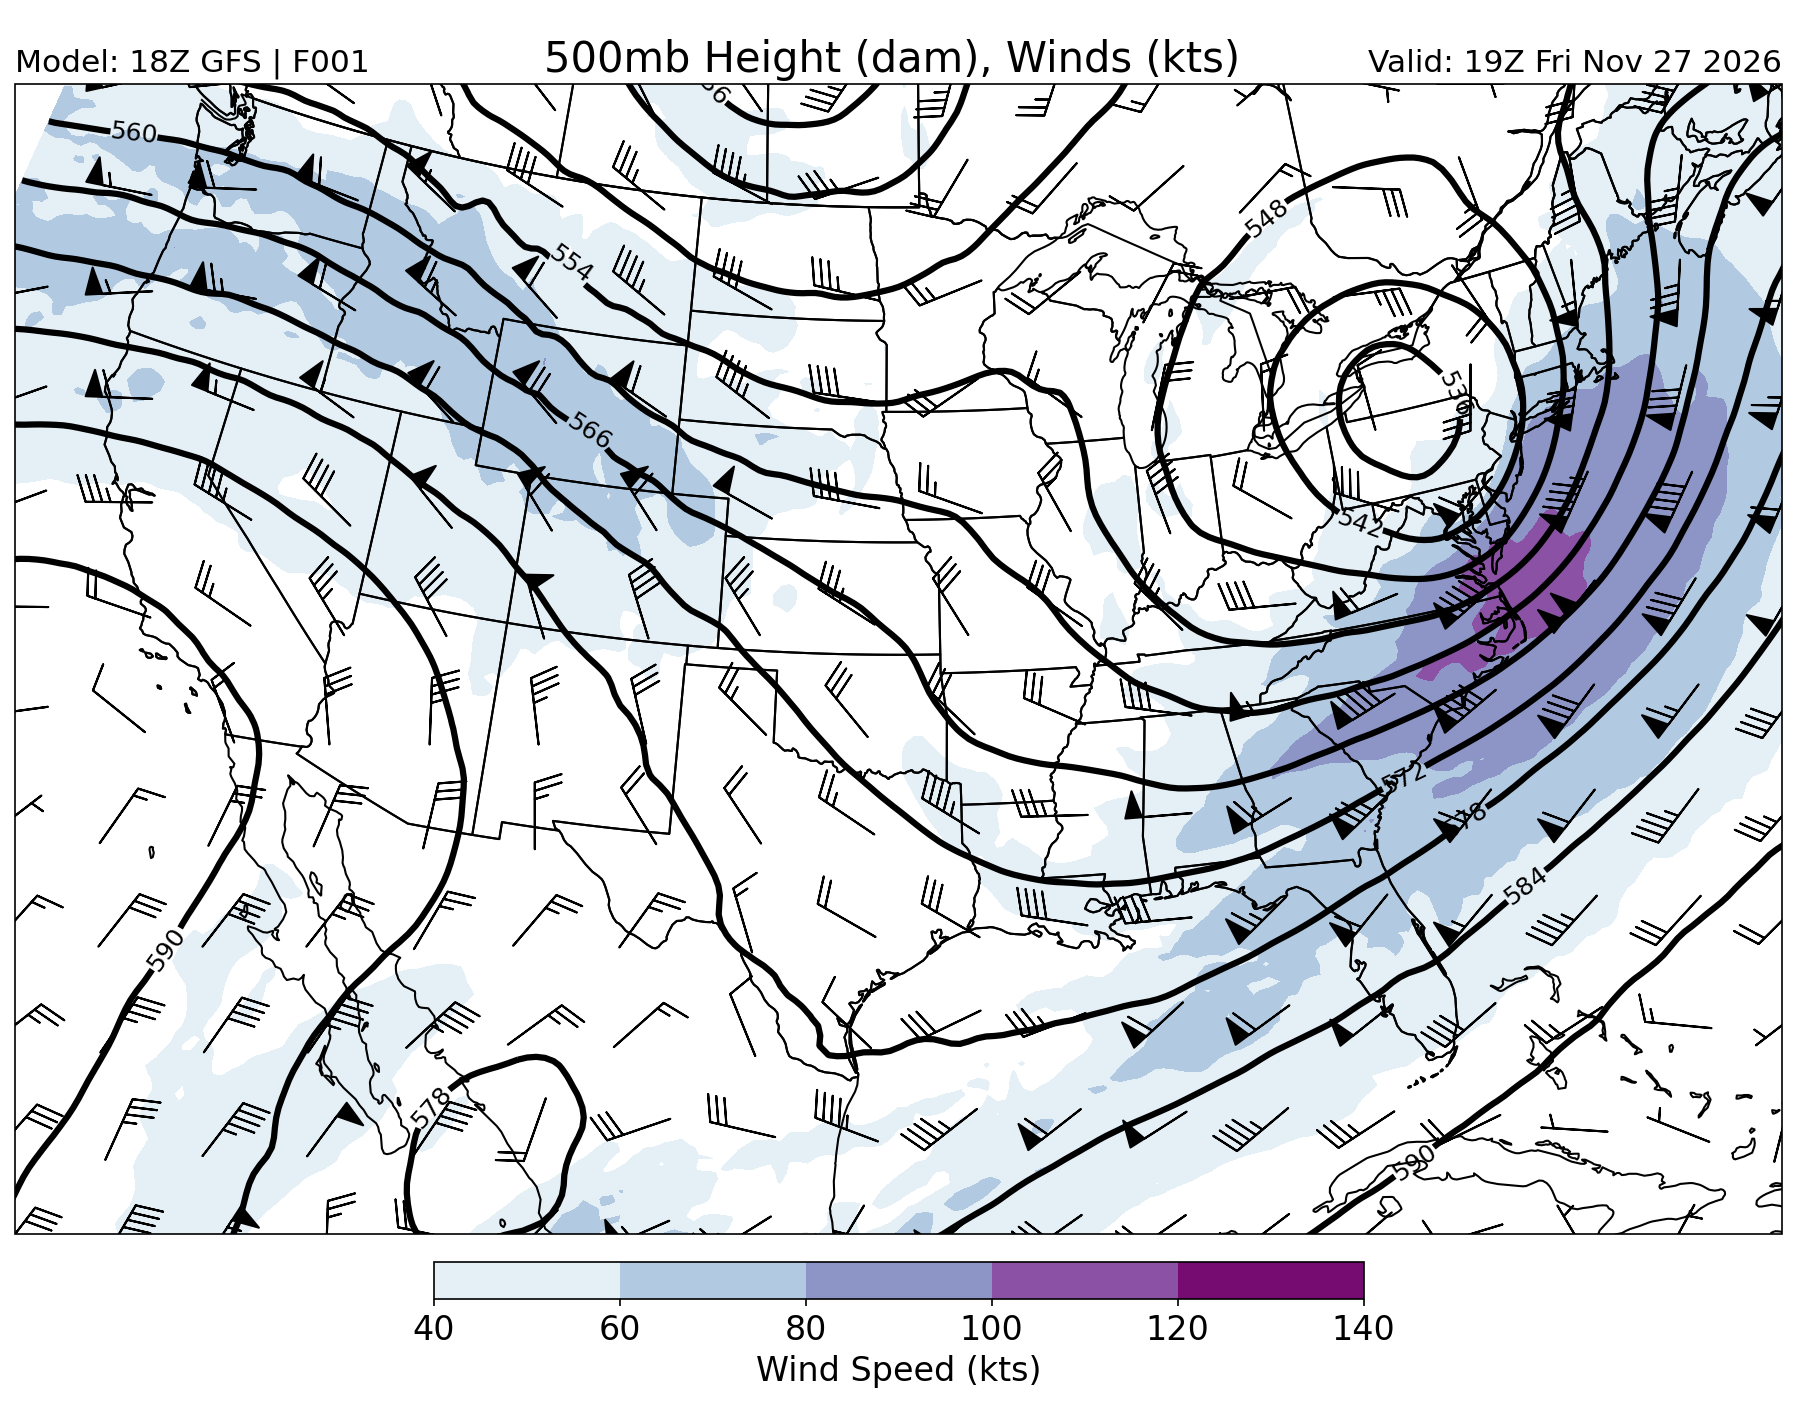 Model: 18Z GFS | F001
500mb Height (dam), Winds (kts)
Valid: 19Z Fri Nov 27 2026
560
548
554
536
566
542
572
578
584
590
578
590
40 60 80 100 120 140
Wind Speed (kts)